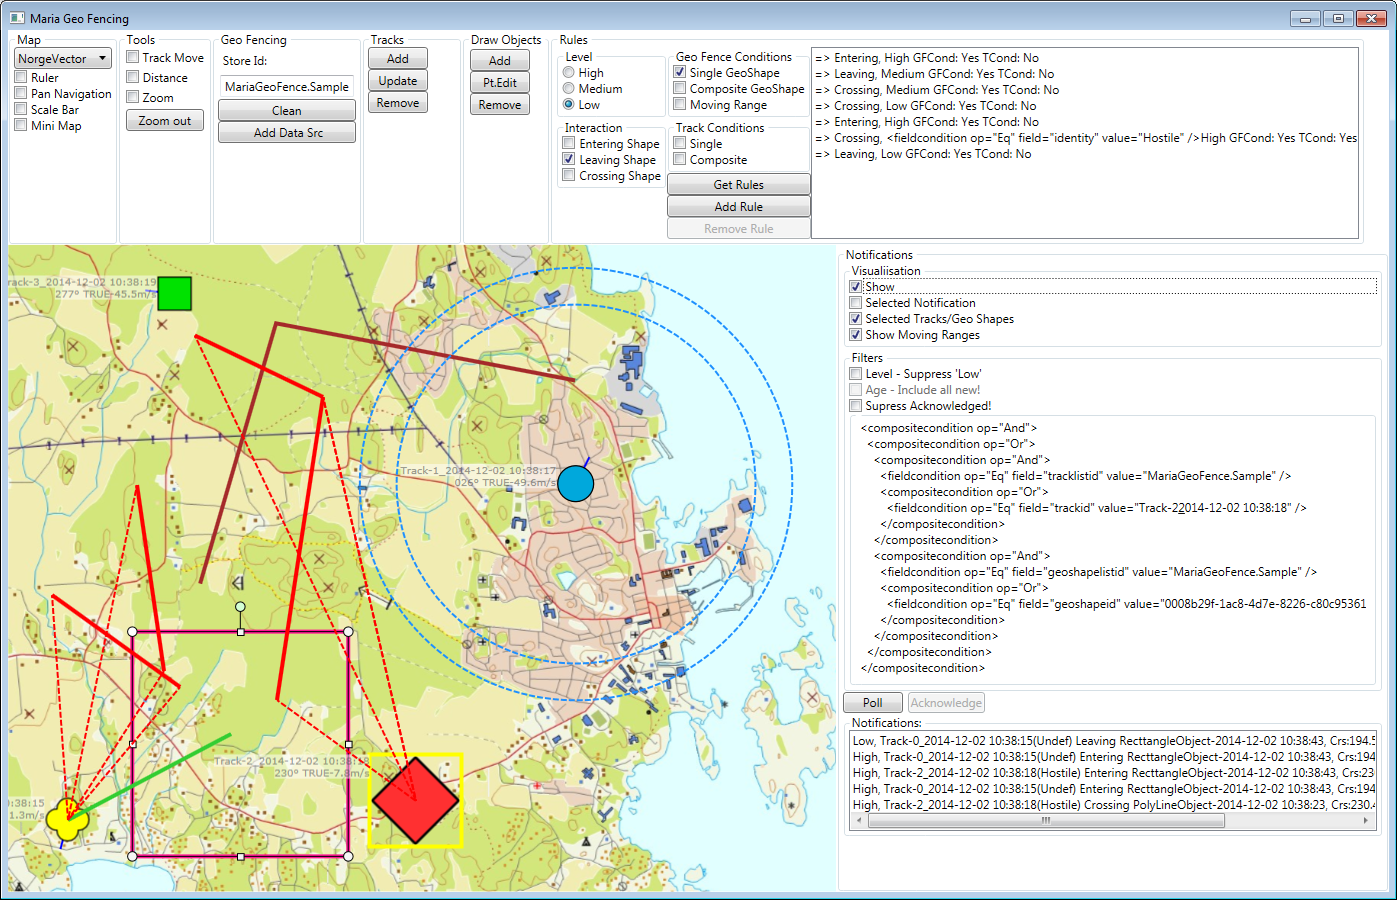 Maria Geo Fencing
Map
NorgeVector
Ruler
Pan Navigation
Scale Bar
Mini Map
Tools
Track Move
Distance
Zoom
Zoom out
Geo Fencing
Store Id:
MariaGeoFence.Sample
Clean
Add Data Src
Tracks
Add
Update
Remove
Draw Objects
Add
Pt.Edit
Remove
Rules
Level
High
Medium
Low
Interaction
Entering Shape
Leaving Shape
Crossing Shape
Geo Fence Conditions
Single GeoShape
Composite GeoShape
Moving Range
Track Conditions
Single
Composite
Get Rules
Add Rule
Remove Rule
=> Entering, High GFCond: Yes TCond: No
=> Leaving, Medium GFCond: Yes TCond: No
=> Crossing, Medium GFCond: Yes TCond: No
=> Crossing, Low GFCond: Yes TCond: No
=> Entering, High GFCond: Yes TCond: No
=> Crossing, <fieldcondition op="Eq" field="identity" value="Hostile" />High GFCond: Yes TCond: Yes
=> Leaving, Low GFCond: Yes TCond: No
rack-3_2014-12-02 10:38:19
277° TRUE-45.5m/s
Track-1_2014-12-02 10:38:17
026° TRUE-49.6m/s
Track-2_2014-12-02 10:38:18
230° TRUE-7.8m/s
:38:15
1.3m/s
Notifications
Visualiisation
Show
Selected Notification
Selected Tracks/Geo Shapes
Show Moving Ranges
Filters
Level - Suppress 'Low'
Age - Include all new!
Supress Acknowledged!
<compositecondition op="And">
<compositecondition op="Or">
<compositecondition op="And">
<fieldcondition op="Eq" field="tracklistid" value="MariaGeoFence.Sample" />
<compositecondition op="Or">
<fieldcondition op="Eq" field="trackid" value="Track-22014-12-02 10:38:18" />
</compositecondition>
</compositecondition>
<compositecondition op="And">
<fieldcondition op="Eq" field="geoshapelistid" value="MariaGeoFence.Sample" />
<compositecondition op="Or">
<fieldcondition op="Eq" field="geoshapeid" value="0008b29f-1ac8-4d7e-8226-c80c95361
</compositecondition>
</compositecondition>
</compositecondition>
</compositecondition>
Poll
Acknowledge
Notifications:
Low, Track-0_2014-12-02 10:38:15(Undef) Leaving RecttangleObject-2014-12-02 10:38:43, Crs:194.5
High, Track-0_2014-12-02 10:38:15(Undef) Entering RecttangleObject-2014-12-02 10:38:43, Crs:194
High, Track-2_2014-12-02 10:38:18(Hostile) Entering RecttangleObject-2014-12-02 10:38:43, Crs:23
High, Track-0_2014-12-02 10:38:15(Undef) Entering RecttangleObject-2014-12-02 10:38:43, Crs:194
High, Track-2_2014-12-02 10:38:18(Hostile) Crossing PolyLineObject-2014-12-02 10:38:23, Crs:230.4